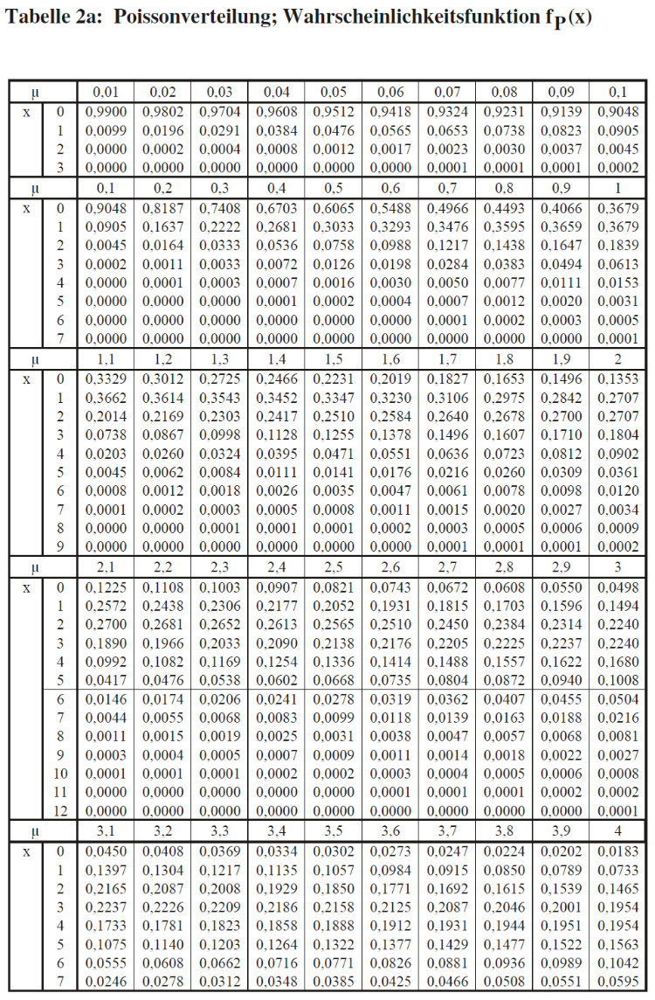 Tabelle 2a: Poissonverteilung; Wahrscheinlichkeitsfunktion fP(x)
μ 0,01 0,02 0,03 0,04 0,05 0,06 0,07 0,08 0,09 0,1
x 0 0,9900 0,9802 0,9704 0,9608 0,9512 0,9418 0,9324 0,9231 0,9139 0,9048
1 0,0099 0,0196 0,0291 0,0384 0,0476 0,0565 0,0653 0,0738 0,0823 0,0905
2 0,0000 0,0002 0,0004 0,0008 0,0012 0,0017 0,0023 0,0030 0,0037 0,0045
3 0,0000 0,0000 0,0000 0,0000 0,0000 0,0000 0,0001 0,0001 0,0001 0,0002
μ 0,1 0,2 0,3 0,4 0,5 0,6 0,7 0,8 0,9 1
x 0 0,9048 0,8187 0,7408 0,6703 0,6065 0,5488 0,4966 0,4493 0,4066 0,3679
1 0,0905 0,1637 0,2222 0,2681 0,3033 0,3293 0,3476 0,3595 0,3659 0,3679
2 0,0045 0,0164 0,0333 0,0536 0,0758 0,0988 0,1217 0,1438 0,1647 0,1839
3 0,0002 0,0011 0,0033 0,0072 0,0126 0,0198 0,0284 0,0383 0,0494 0,0613
4 0,0000 0,0001 0,0003 0,0007 0,0016 0,0030 0,0050 0,0077 0,0111 0,0153
5 0,0000 0,0000 0,0000 0,0001 0,0002 0,0004 0,0007 0,0012 0,0020 0,0031
6 0,0000 0,0000 0,0000 0,0000 0,0000 0,0000 0,0001 0,0002 0,0003 0,0005
7 0,0000 0,0000 0,0000 0,0000 0,0000 0,0000 0,0000 0,0000 0,0000 0,0001
μ 1,1 1,2 1,3 1,4 1,5 1,6 1,7 1,8 1,9 2
x 0 0,3329 0,3012 0,2725 0,2466 0,2231 0,2019 0,1827 0,1653 0,1496 0,1353
1 0,3662 0,3614 0,3543 0,3452 0,3347 0,3230 0,3106 0,2975 0,2842 0,2707
2 0,2014 0,2169 0,2303 0,2417 0,2510 0,2584 0,2640 0,2678 0,2700 0,2707
3 0,0738 0,0867 0,0998 0,1128 0,1255 0,1378 0,1496 0,1607 0,1710 0,1804
4 0,0203 0,0260 0,0324 0,0395 0,0471 0,0551 0,0636 0,0723 0,0812 0,0902
5 0,0045 0,0062 0,0084 0,0111 0,0141 0,0176 0,0216 0,0260 0,0309 0,0361
6 0,0008 0,0012 0,0018 0,0026 0,0035 0,0047 0,0061 0,0078 0,0098 0,0120
7 0,0001 0,0002 0,0003 0,0005 0,0008 0,0011 0,0015 0,0020 0,0027 0,0034
8 0,0000 0,0000 0,0001 0,0001 0,0001 0,0002 0,0003 0,0005 0,0006 0,0009
9 0,0000 0,0000 0,0000 0,0000 0,0000 0,0000 0,0001 0,0001 0,0001 0,0002
μ 2,1 2,2 2,3 2,4 2,5 2,6 2,7 2,8 2,9 3
x 0 0,1225 0,1108 0,1003 0,0907 0,0821 0,0743 0,0672 0,0608 0,0550 0,0498
1 0,2572 0,2438 0,2306 0,2177 0,2052 0,1931 0,1815 0,1703 0,1596 0,1494
2 0,2700 0,2681 0,2652 0,2613 0,2565 0,2510 0,2450 0,2384 0,2314 0,2240
3 0,1890 0,1966 0,2033 0,2090 0,2138 0,2176 0,2205 0,2225 0,2237 0,2240
4 0,0992 0,1082 0,1169 0,1254 0,1336 0,1414 0,1488 0,1557 0,1622 0,1680
5 0,0417 0,0476 0,0538 0,0602 0,0668 0,0735 0,0804 0,0872 0,0940 0,1008
6 0,0146 0,0174 0,0206 0,0241 0,0278 0,0319 0,0362 0,0407 0,0455 0,0504
7 0,0044 0,0055 0,0068 0,0083 0,0099 0,0118 0,0139 0,0163 0,0188 0,0216
8 0,0011 0,0015 0,0019 0,0025 0,0031 0,0038 0,0047 0,0057 0,0068 0,0081
9 0,0003 0,0004 0,0005 0,0007 0,0009 0,0011 0,0014 0,0018 0,0022 0,0027
10 0,0001 0,0001 0,0001 0,0002 0,0002 0,0003 0,0004 0,0005 0,0006 0,0008
11 0,0000 0,0000 0,0000 0,0000 0,0000 0,0001 0,0001 0,0001 0,0002 0,0002
12 0,0000 0,0000 0,0000 0,0000 0,0000 0,0000 0,0000 0,0000 0,0000 0,0001
μ 3,1 3,2 3,3 3,4 3,5 3,6 3,7 3,8 3,9 4
x 0 0,0450 0,0408 0,0369 0,0334 0,0302 0,0273 0,0247 0,0224 0,0202 0,0183
1 0,1397 0,1304 0,1217 0,1135 0,1057 0,0984 0,0915 0,0850 0,0789 0,0733
2 0,2165 0,2087 0,2008 0,1929 0,1850 0,1771 0,1692 0,1615 0,1539 0,1465
3 0,2237 0,2226 0,2209 0,2186 0,2158 0,2125 0,2087 0,2046 0,2001 0,1954
4 0,1733 0,1781 0,1823 0,1858 0,1888 0,1912 0,1931 0,1944 0,1951 0,1954
5 0,1075 0,1140 0,1203 0,1264 0,1322 0,1377 0,1429 0,1477 0,1522 0,1563
6 0,0555 0,0608 0,0662 0,0716 0,0771 0,0826 0,0881 0,0936 0,0989 0,1042
7 0,0246 0,0278 0,0312 0,0348 0,0385 0,0425 0,0466 0,0508 0,0551 0,0595